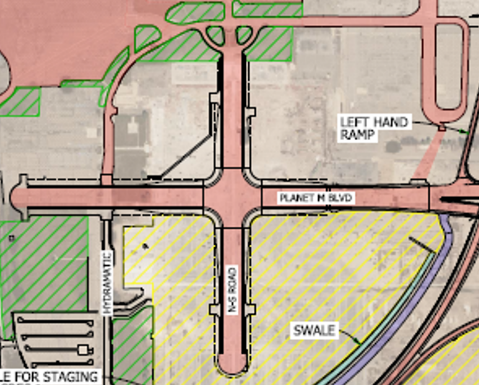 LEFT HAND
RAMP
PLANET M BLVD
HYDRAMATIC
N-S ROAD
SWALE
LE FOR STAGING